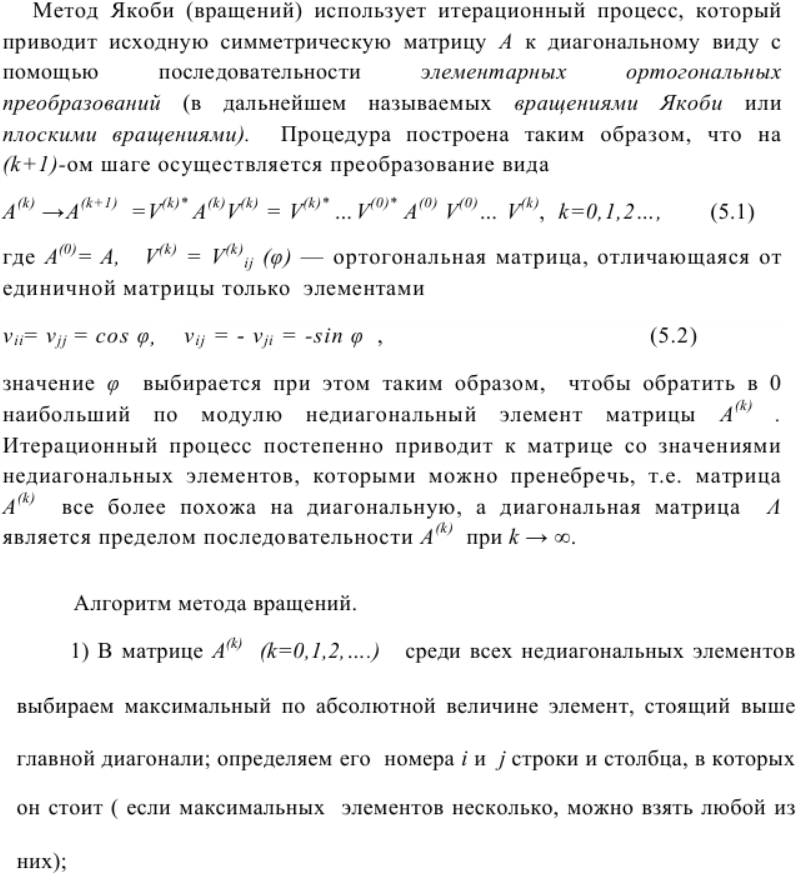 Метод Якоби (вращений) использует итерационный процесс, который
приводит исходную симметрическую матрицу A к диагональному виду с
помощью последовательности элементарных ортогональных
преобразований (в дальнейшем называемых вращениями Якоби или
плоскими вращениями). Процедура построена таким образом, что на
(k+1)-ом шаге осуществляется преобразование вида
A^(k) →A^(k+1) =V^(k)* A^(k)V^(k) = V^(k)* …V^(0)* A^(0) V^(0)… V^(k), k=0,1,2…, (5.1)
где A^(0)= A, V^(k) = V^(k)_ij (φ) — ортогональная матрица, отличающаяся от
единичной матрицы только элементами
v_ii= v_jj = cos φ, v_ij = - v_ji = -sin φ , (5.2)
значение φ выбирается при этом таким образом, чтобы обратить в 0
наибольший по модулю недиагональный элемент матрицы A^(k) .
Итерационный процесс постепенно приводит к матрице со значениями
недиагональных элементов, которыми можно пренебречь, т.е. матрица
A^(k) все более похожа на диагональную, а диагональная матрица Λ
является пределом последовательности A^(k) при k → ∞.
Алгоритм метода вращений.
1) В матрице A^(k) (k=0,1,2,….) среди всех недиагональных элементов
выбираем максимальный по абсолютной величине элемент, стоящий выше
главной диагонали; определяем его номера i и j строки и столбца, в которых
он стоит ( если максимальных элементов несколько, можно взять любой из
них);